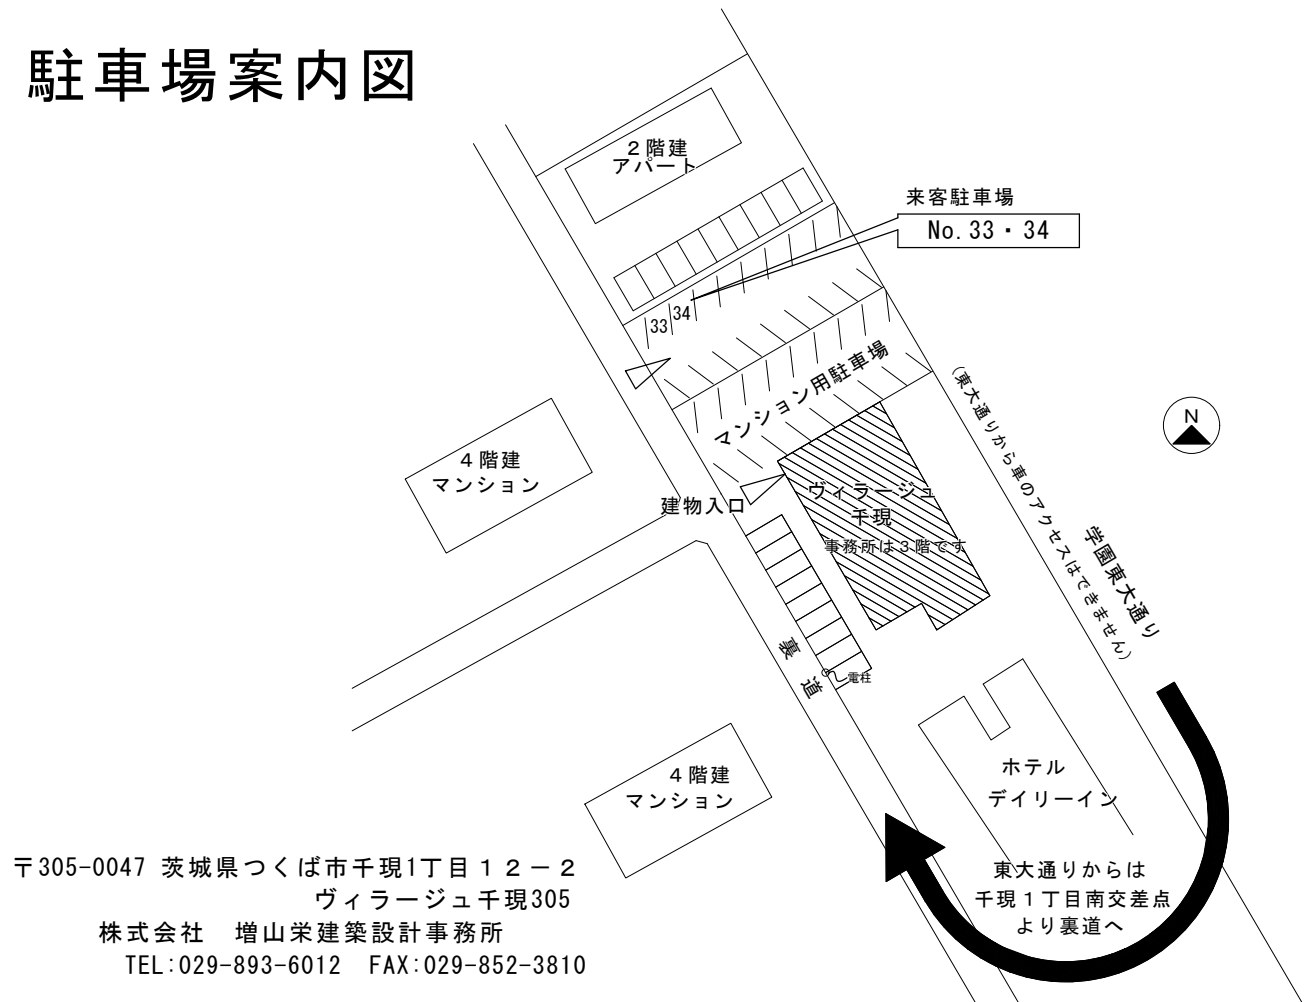 駐車場案内図
２階建
アパート
来客駐車場
No.33・34
34
33
マンション用駐車場
(東大通りから車のアクセスはできません)
N
４階建
マンション
建物入口
ヴィラージュ
千現
事務所は３階です
学園東大通り
裏道
電柱
４階建
マンション
ホテル
デイリーイン
東大通りからは
千現１丁目南交差点
より裏道へ
〒305-0047 茨城県つくば市千現1丁目１２－２
ヴィラージュ千現305
株式会社　増山栄建築設計事務所
TEL:029-893-6012　FAX:029-852-3810